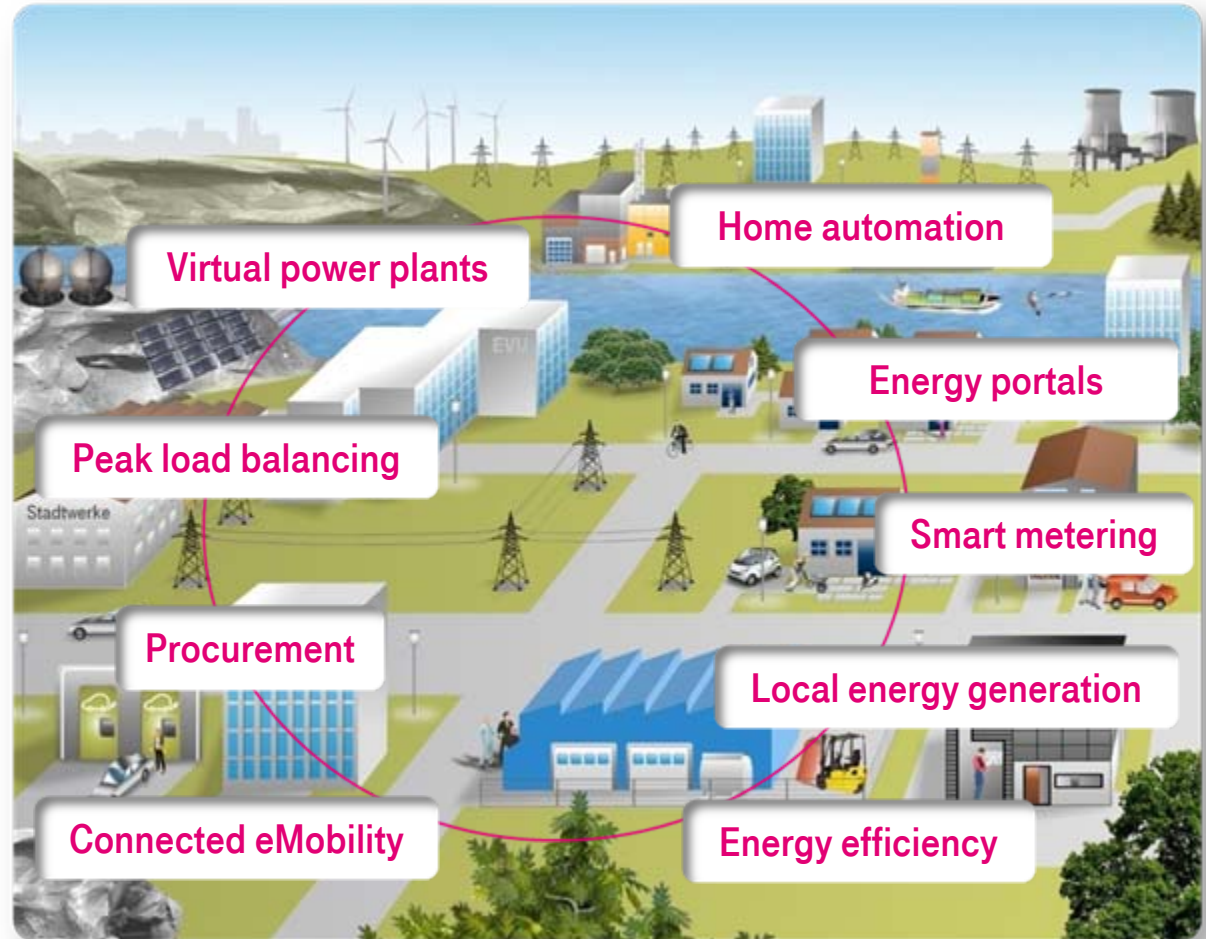 Home automation
Virtual power plants
EVU
Energy portals
Peak load balancing
Stadtwerke
Smart metering
Procurement
Local energy generation
Connected eMobility
Energy efficiency